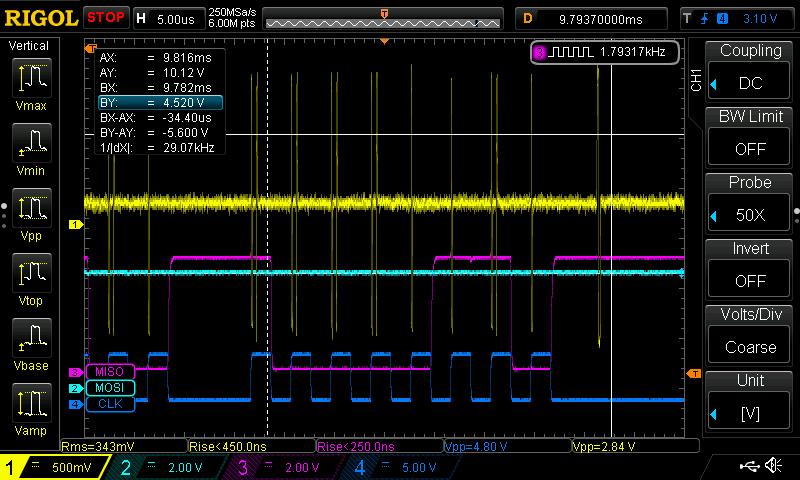 RIGOL STOP H 5.00us 250MSa/s 6.00M pts T D 9.79370000ms T 4 3.10 V
Vertical
Vmax
Vmin
Vpp
Vtop
Vbase
Vamp
T
AX: = 9.816ms
AY: = 10.12 V
BX: = 9.782ms
BY: = 4.520 V
BX-AX: = -34.40us
BY-AY: = -5.600 V
1/|dX|: = 29.07kHz
3 1.79317kHz
1
3 MISO
2 MOSI
4 CLK
T
CH1
Coupling
DC
BW Limit
OFF
Probe
50X
Invert
OFF
Volts/Div
Coarse
Unit
[V]
Rms=343mV Rise<450.0ns Rise<250.0ns Vpp=4.80 V Vpp=2.84 V
1 = 500mV 2 = 2.00 V 3 = 2.00 V 4 = 5.00 V